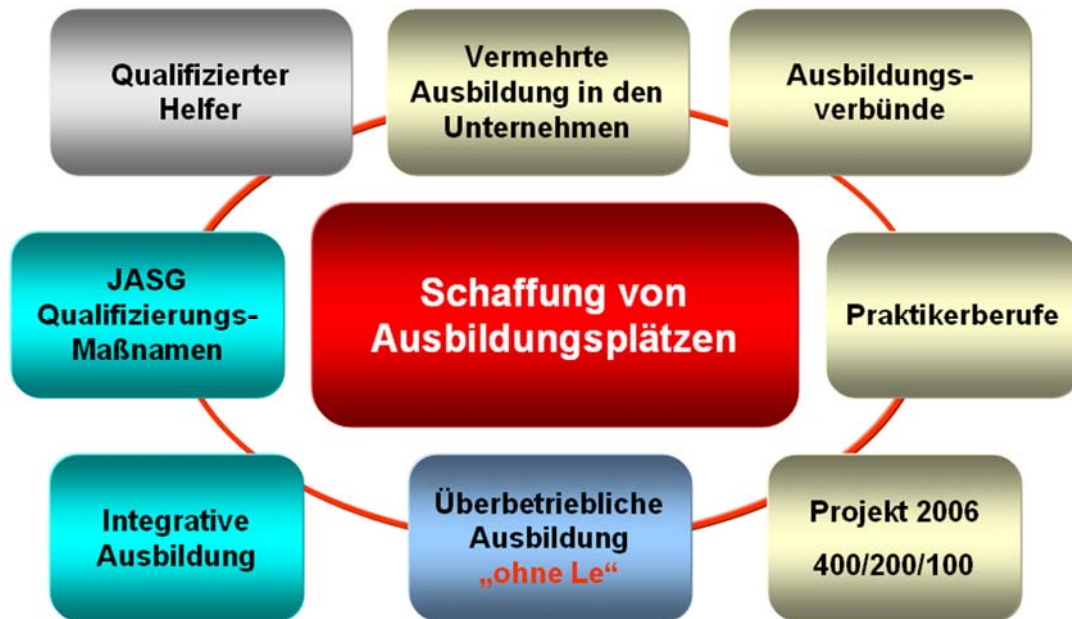 Qualifizierter
Helfer
Vermehrte
Ausbildung in den
Unternehmen
Ausbildungs-
verbünde
JASG
Qualifizierungs-
Maßnamen
Schaffung von
Ausbildungsplätzen
Praktikerberufe
Integrative
Ausbildung
Überbetriebliche
Ausbildung
„ohne Le“
Projekt 2006
400/200/100